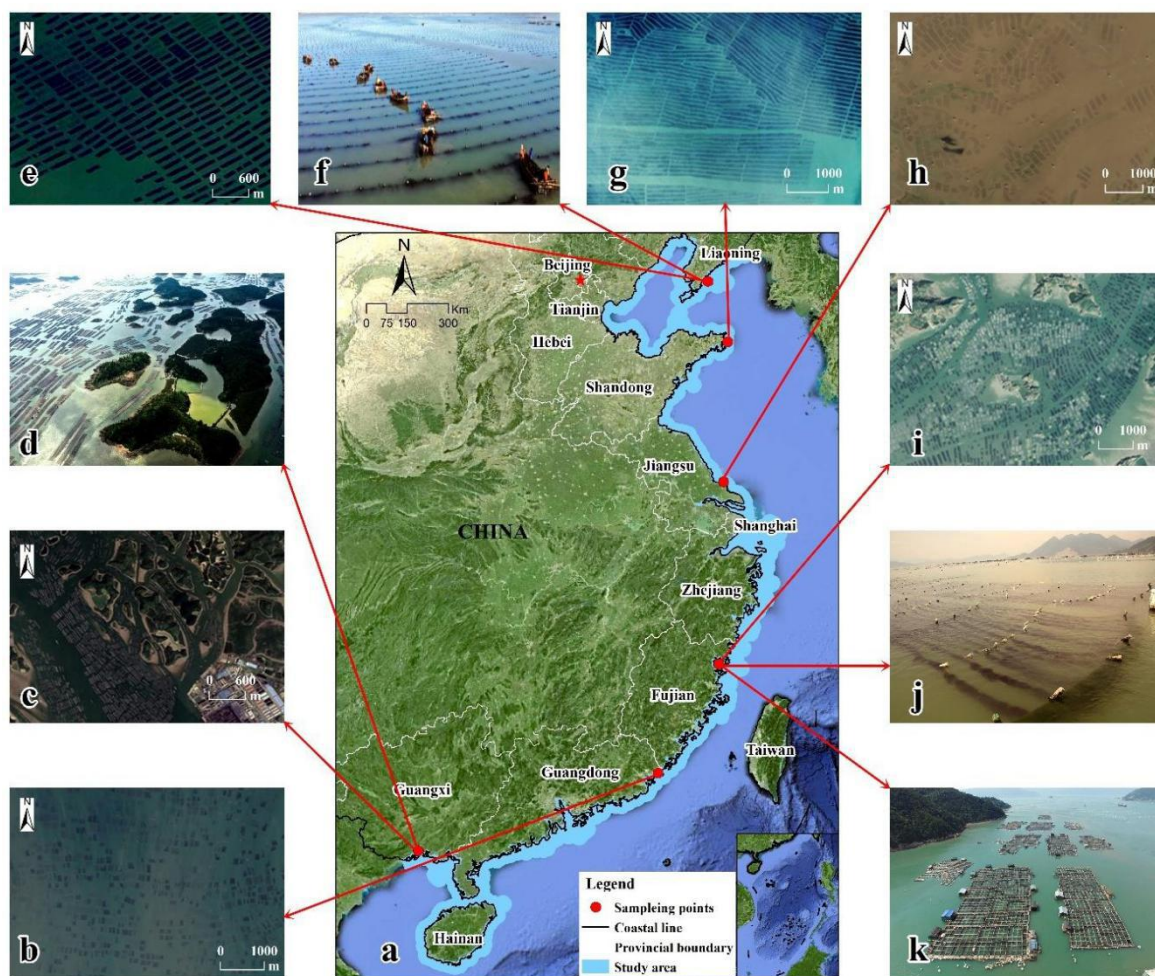 N
e
0 600
m
f
N
g
0 1000
m
N
h
0 1000
m
d
N
Beijing
Tianjin
Hebei
Liaoning
0 75 150 300
Km
Shandong
Jiangsu
CHINA
Shanghai
Zhejiang
Fujian
Taiwan
Guangdong
Guangxi
Hainan
a
Legend
Sampleing points
Coastal line
Provincial boundary
Study area
N
i
0 1000
m
N
c
0 600
m
j
N
b
0 1000
m
k